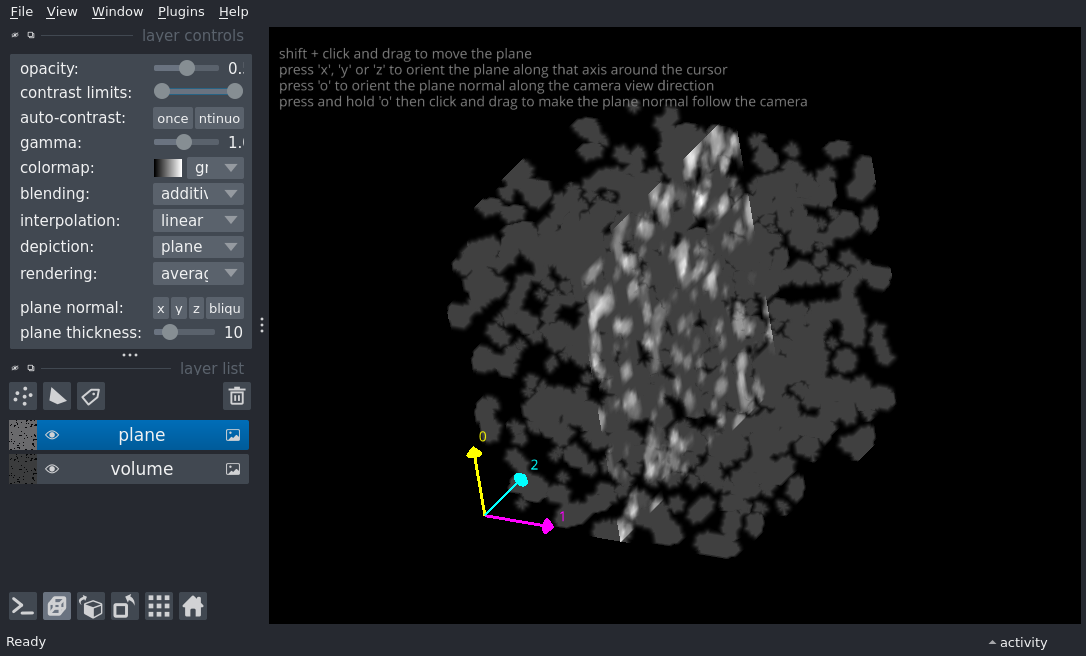 File View Window Plugins Help
layer controls
opacity: 0.
contrast limits:
auto-contrast: once ntinuo
gamma: 1.0
colormap: gr
blending: additiv
interpolation: linear
depiction: plane
rendering: averag
plane normal: x y z bliqu
plane thickness: 10
layer list
plane
volume
shift + click and drag to move the plane
press 'x', 'y' or 'z' to orient the plane along that axis around the cursor
press 'o' to orient the plane normal along the camera view direction
press and hold 'o' then click and drag to make the plane normal follow the camera
0
2
1
Ready
activity